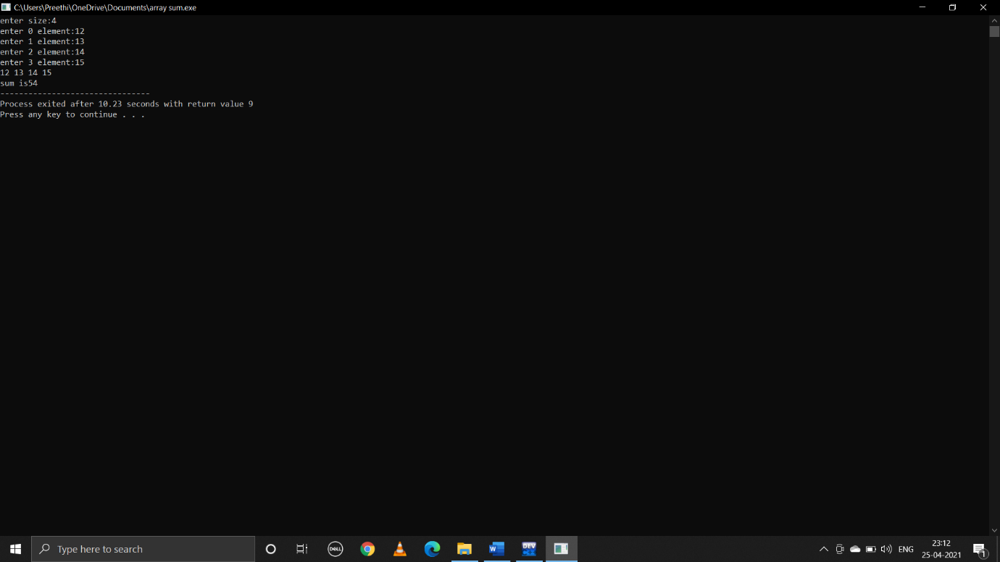 C:\Users\Preethi\OneDrive\Documents\array sum.exe
enter size:4
enter 0 element:12
enter 1 element:13
enter 2 element:14
enter 3 element:15
12 13 14 15
sum is54
--------------------------------
Process exited after 10.23 seconds with return value 9
Press any key to continue . . .
Type here to search
DELL
W
DEV
C++
ENG
23:12
25-04-2021
1